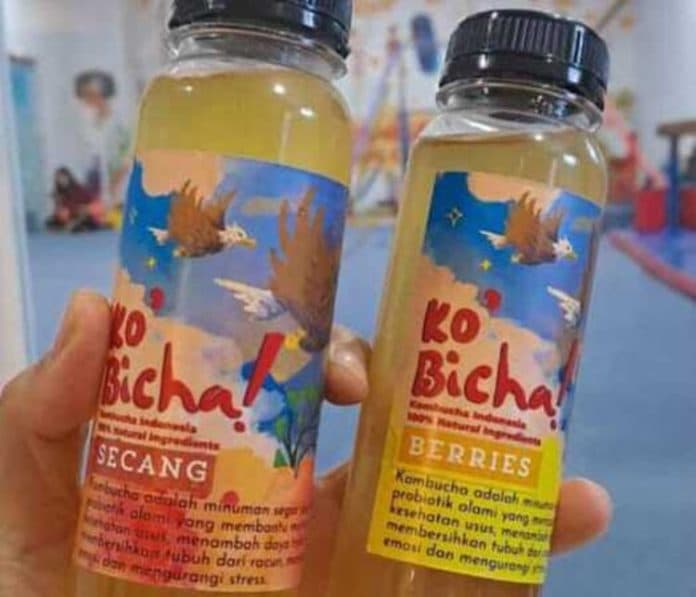 Ko'
Bicha!
Kombucha Indonesia
100% Natural Ingredients
SECANG
Kombucha adalah minuman segar
probiotik alami yang membantu
kesehatan usus, menambah daya
membersihkan tubuh dari racun,
dan mengurangi stress.
Ko'
Bicha!
Kombucha Indonesia
100% Natural Ingredients
BERRIES
Kombucha adalah
probiotik alami yang
kesehatan usus,
membersihkan tubuh dari
emosi dan mengurangi